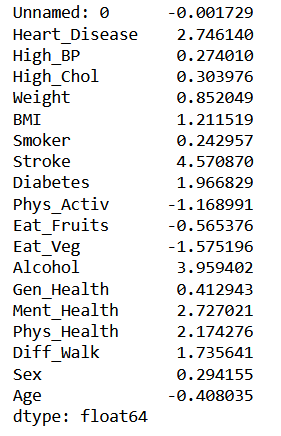 Unnamed: 0 -0.001729
Heart_Disease 2.746140
High_BP 0.274010
High_Chol 0.303976
Weight 0.852049
BMI 1.211519
Smoker 0.242957
Stroke 4.570870
Diabetes 1.966829
Phys_Activ -1.168991
Eat_Fruits -0.565376
Eat_Veg -1.575196
Alcohol 3.959402
Gen_Health 0.412943
Ment_Health 2.727021
Phys_Health 2.174276
Diff_Walk 1.735641
Sex 0.294155
Age -0.408035
dtype: float64